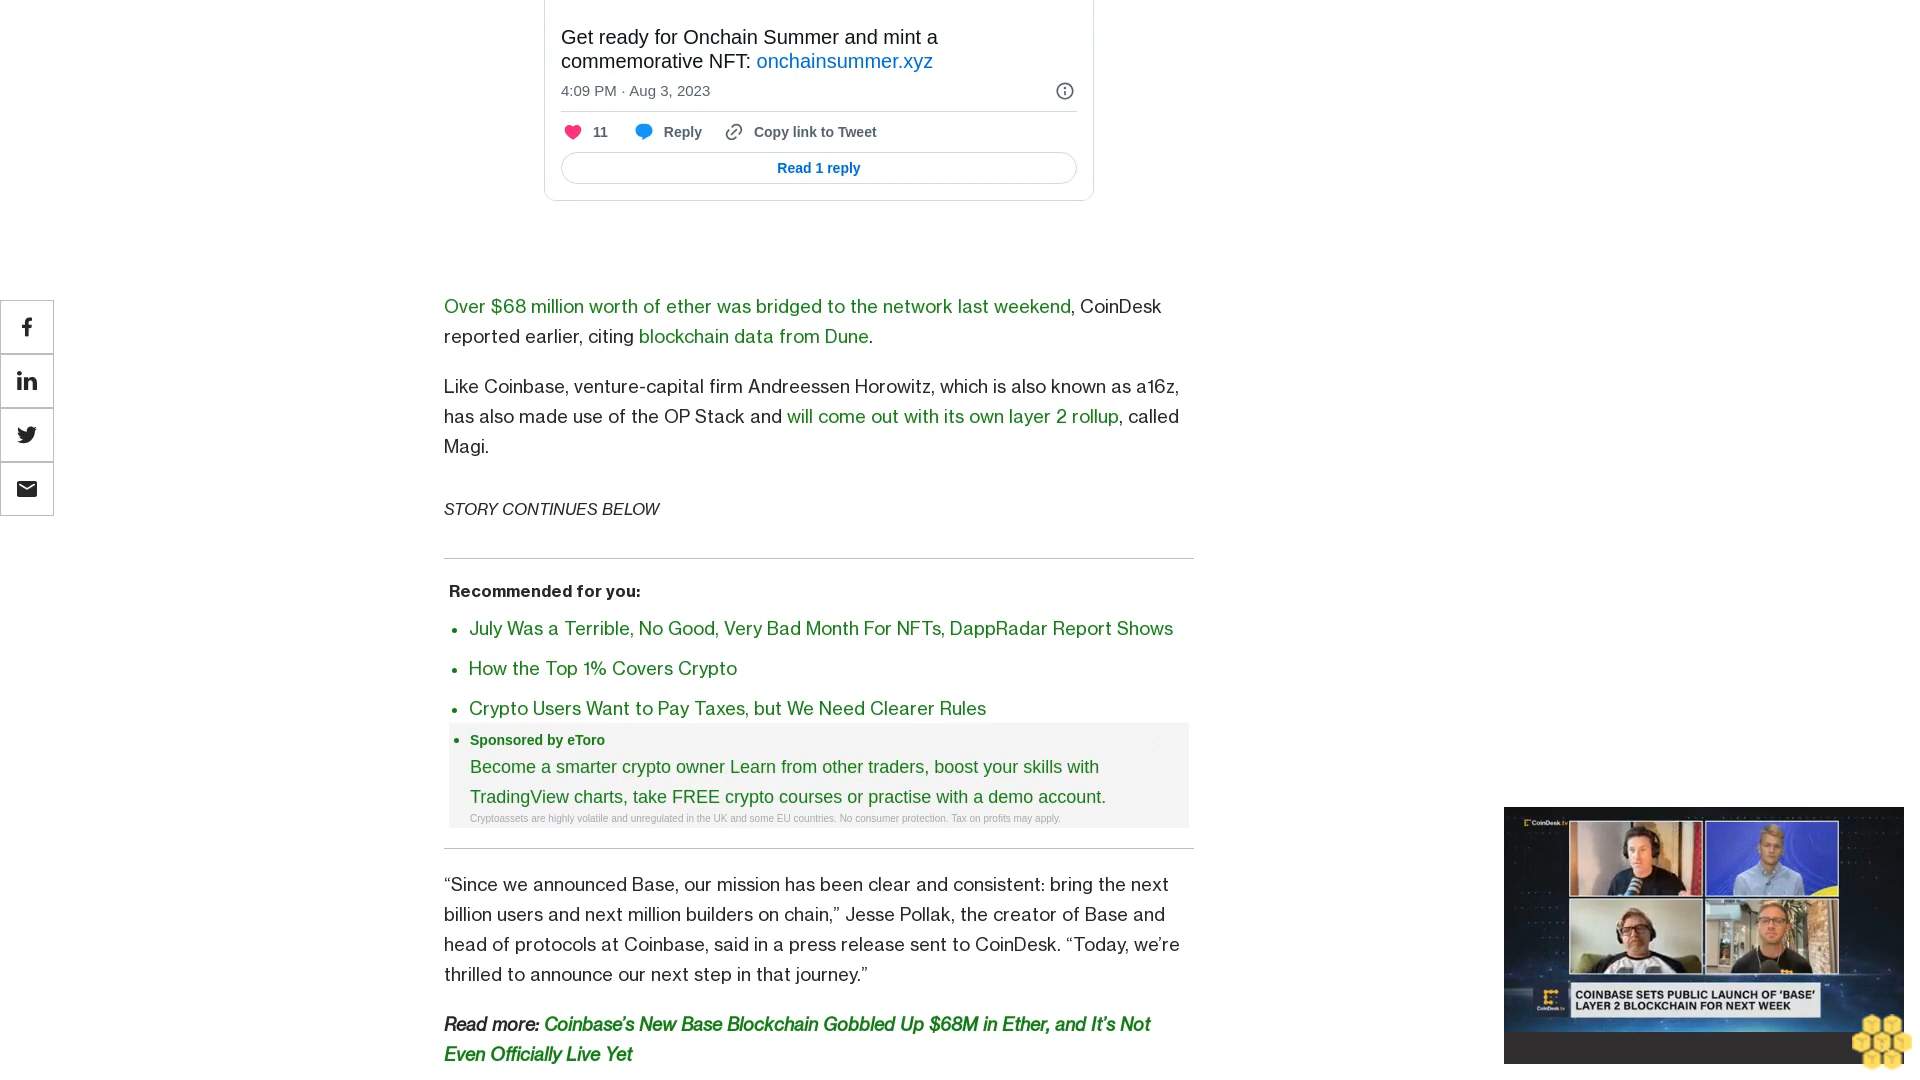 Get ready for Onchain Summer and mint a
commemorative NFT: onchainsummer.xyz
4:09 PM · Aug 3, 2023
11 Reply Copy link to Tweet
Read 1 reply
Over $68 million worth of ether was bridged to the network last weekend, CoinDesk
reported earlier, citing blockchain data from Dune.
Like Coinbase, venture-capital firm Andreessen Horowitz, which is also known as a16z,
has also made use of the OP Stack and will come out with its own layer 2 rollup, called
Magi.
STORY CONTINUES BELOW
Recommended for you:
• July Was a Terrible, No Good, Very Bad Month For NFTs, DappRadar Report Shows
• How the Top 1% Covers Crypto
• Crypto Users Want to Pay Taxes, but We Need Clearer Rules
• Sponsored by eToro
Become a smarter crypto owner Learn from other traders, boost your skills with
TradingView charts, take FREE crypto courses or practise with a demo account.
Cryptoassets are highly volatile and unregulated in the UK and some EU countries. No consumer protection. Tax on profits may apply.
“Since we announced Base, our mission has been clear and consistent: bring the next
billion users and next million builders on chain,” Jesse Pollak, the creator of Base and
head of protocols at Coinbase, said in a press release sent to CoinDesk. “Today, we’re
thrilled to announce our next step in that journey.”
Read more: Coinbase’s New Base Blockchain Gobbled Up $68M in Ether, and It’s Not
Even Officially Live Yet
CoinDesk.tv
CoinDesk.tv
COINBASE SETS PUBLIC LAUNCH OF ‘BASE’
LAYER 2 BLOCKCHAIN FOR NEXT WEEK